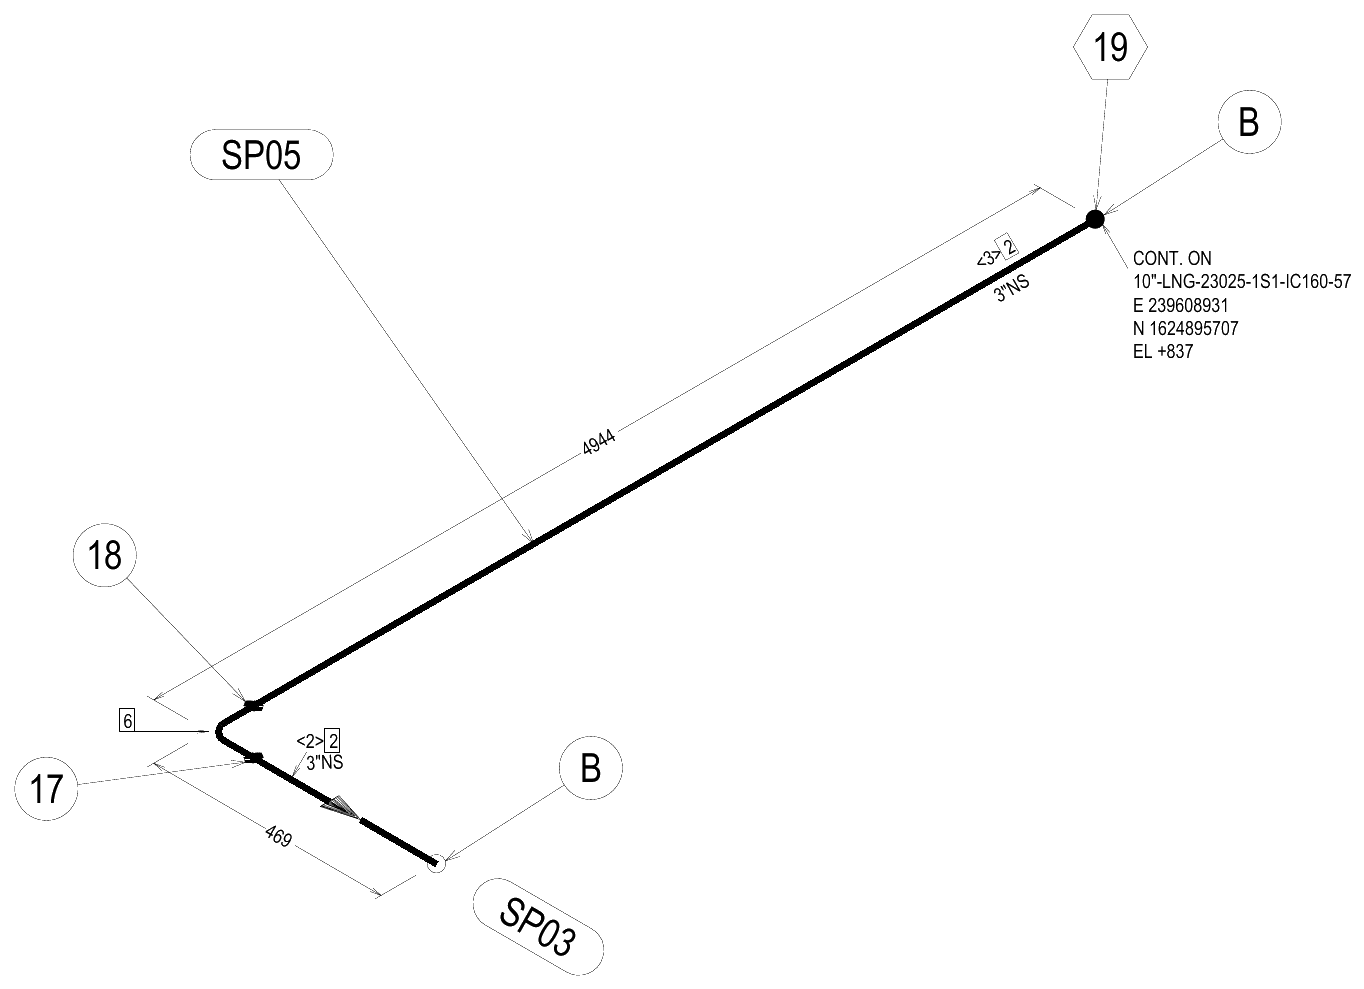 19
B
SP05
<3> 2
3"NS
CONT. ON
10"-LNG-23025-1S1-IC160-57
E 239608931
N 1624895707
EL +837
4944
18
6
<2> 2
3"NS
17
B
469
SP03